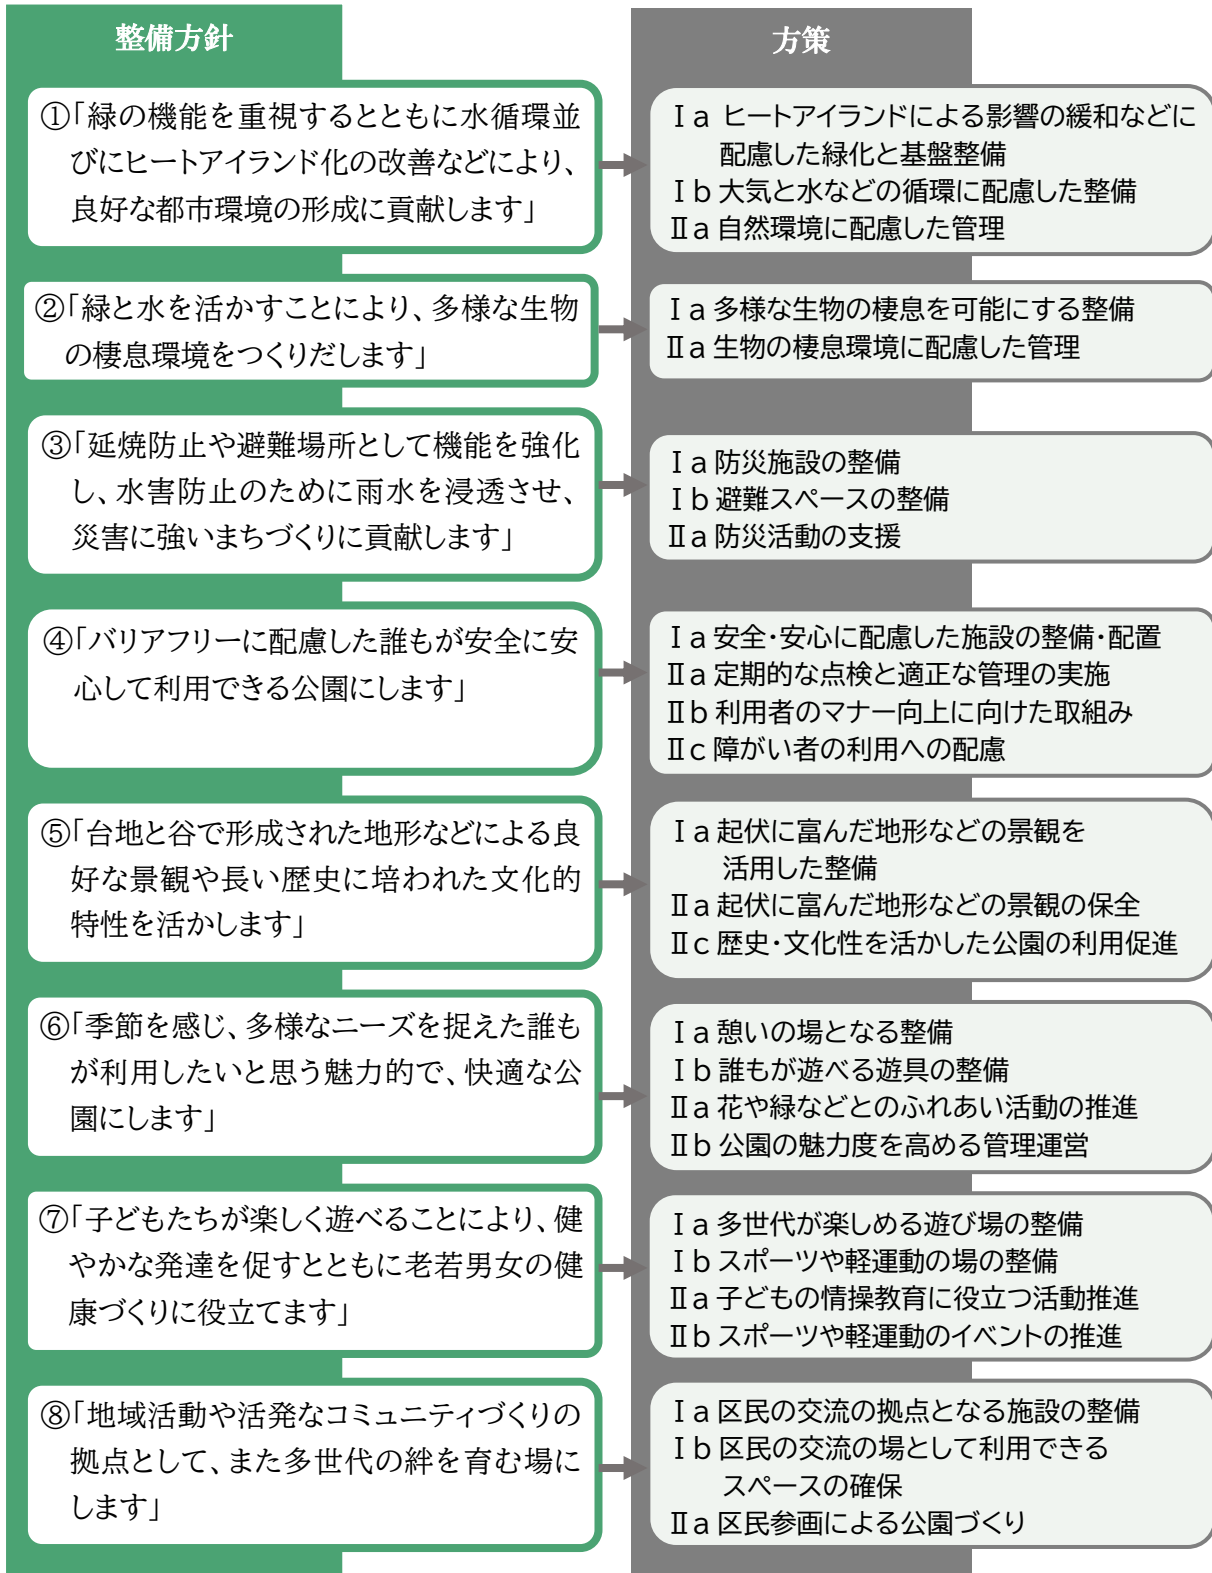 整備方針
方策
①「緑の機能を重視するとともに水循環並
びにヒートアイランド化の改善などにより、
良好な都市環境の形成に貢献します」
Ⅰa ヒートアイランドによる影響の緩和などに
配慮した緑化と基盤整備
Ⅰb 大気と水などの循環に配慮した整備
Ⅱa 自然環境に配慮した管理
②「緑と水を活かすことにより、多様な生物
の棲息環境をつくりだします」
Ⅰa 多様な生物の棲息を可能にする整備
Ⅱa 生物の棲息環境に配慮した管理
③「延焼防止や避難場所として機能を強化
し、水害防止のために雨水を浸透させ、
災害に強いまちづくりに貢献します」
Ⅰa 防災施設の整備
Ⅰb 避難スペースの整備
Ⅱa 防災活動の支援
④「バリアフリーに配慮した誰もが安全に安
心して利用できる公園にします」
Ⅰa 安全・安心に配慮した施設の整備・配置
Ⅱa 定期的な点検と適正な管理の実施
Ⅱb 利用者のマナー向上に向けた取組み
Ⅱc 障がい者の利用への配慮
⑤「台地と谷で形成された地形などによる良
好な景観や長い歴史に培われた文化的
特性を活かします」
Ⅰa 起伏に富んだ地形などの景観を
活用した整備
Ⅱa 起伏に富んだ地形などの景観の保全
Ⅱc 歴史・文化性を活かした公園の利用促進
⑥「季節を感じ、多様なニーズを捉えた誰も
が利用したいと思う魅力的で、快適な公
園にします」
Ⅰa 憩いの場となる整備
Ⅰb 誰もが遊べる遊具の整備
Ⅱa 花や緑などとのふれあい活動の推進
Ⅱb 公園の魅力度を高める管理運営
⑦「子どもたちが楽しく遊べることにより、健
やかな発達を促すとともに老若男女の健
康づくりに役立てます」
Ⅰa 多世代が楽しめる遊び場の整備
Ⅰb スポーツや軽運動の場の整備
Ⅱa 子どもの情操教育に役立つ活動推進
Ⅱb スポーツや軽運動のイベントの推進
⑧「地域活動や活発なコミュニティづくりの
拠点として、また多世代の絆を育む場に
します」
Ⅰa 区民の交流の拠点となる施設の整備
Ⅰb 区民の交流の場として利用できる
スペースの確保
Ⅱa 区民参画による公園づくり